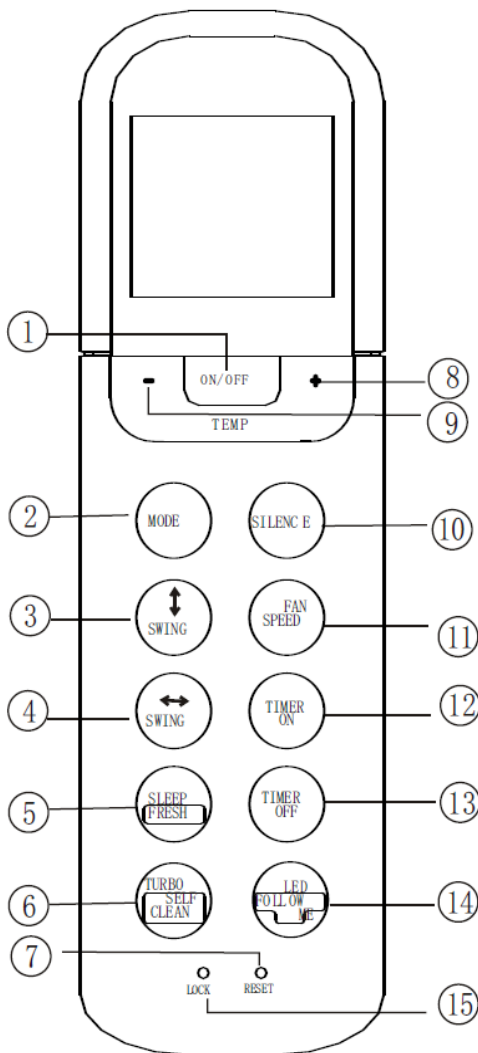 ①
ON/OFF
- +
⑧
⑨
TEMP
②
MODE
SILENC E
⑩
③
SWING
FAN
SPEED
⑪
④
SWING
TIMER
ON
⑫
⑤
SLEEP
FRESH
TIMER
OFF
⑬
⑥
TURBO
SELF
CLEAN
LED
FOLLOW
ME
⑭
⑦
LOCK
RESET
⑮